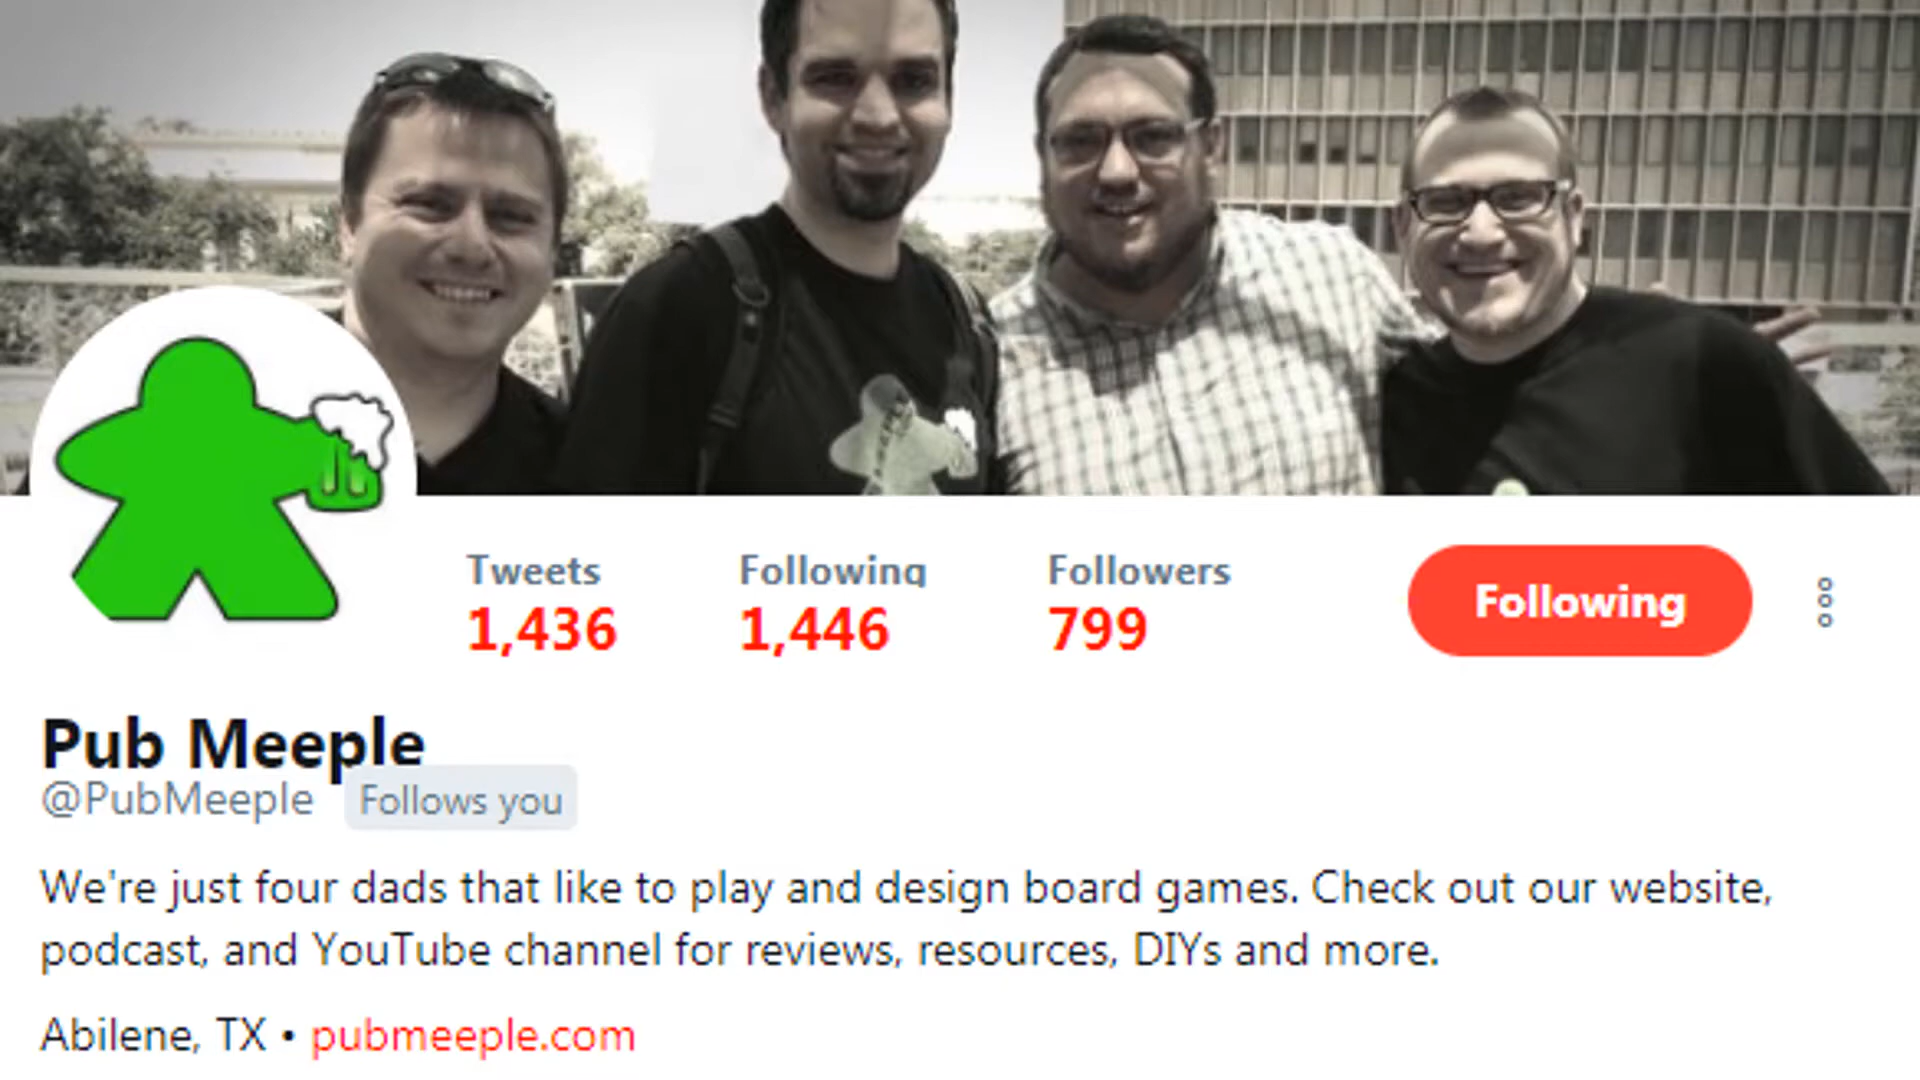 Tweets Following Followers
1,436 1,446 799
Following
Pub Meeple
@PubMeeple Follows you
We're just four dads that like to play and design board games. Check out our website,
podcast, and YouTube channel for reviews, resources, DIYs and more.
Abilene, TX • pubmeeple.com